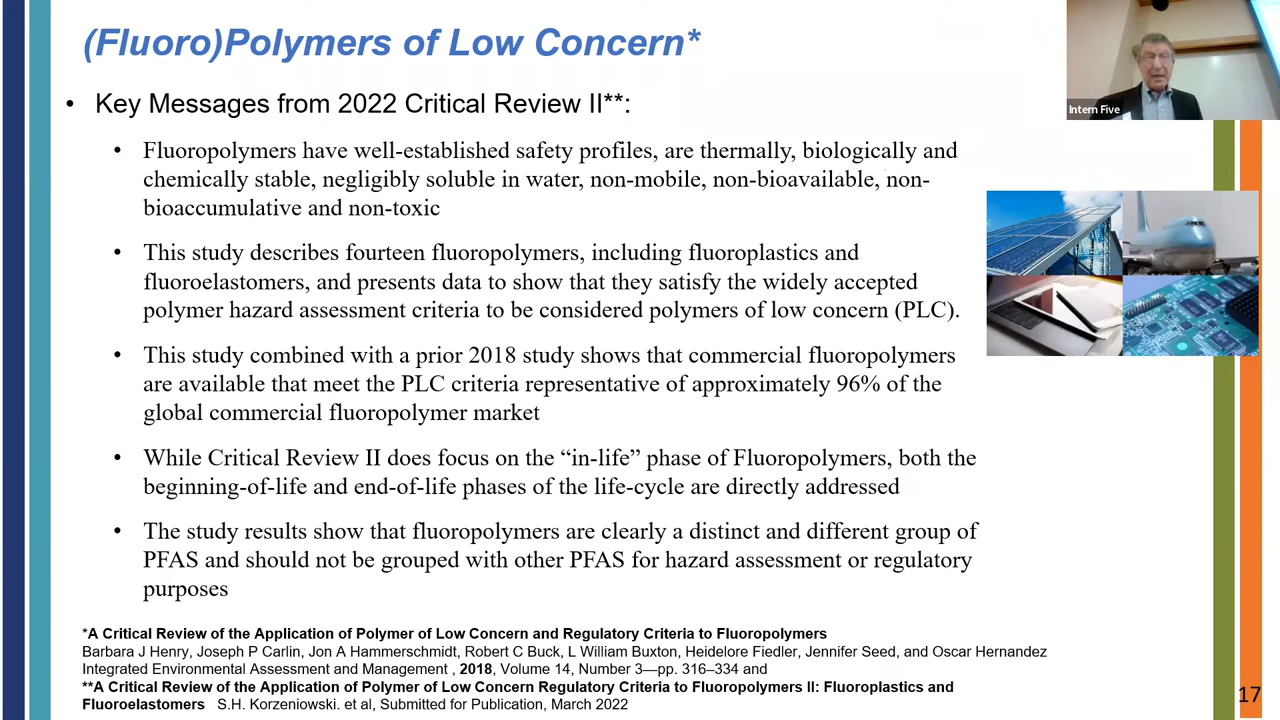 (Fluoro)Polymers of Low Concern*
Intern Five
• Key Messages from 2022 Critical Review II**:
• Fluoropolymers have well-established safety profiles, are thermally, biologically and
chemically stable, negligibly soluble in water, non-mobile, non-bioavailable, non-
bioaccumulative and non-toxic
• This study describes fourteen fluoropolymers, including fluoroplastics and
fluoroelastomers, and presents data to show that they satisfy the widely accepted
polymer hazard assessment criteria to be considered polymers of low concern (PLC).
• This study combined with a prior 2018 study shows that commercial fluoropolymers
are available that meet the PLC criteria representative of approximately 96% of the
global commercial fluoropolymer market
• While Critical Review II does focus on the “in-life” phase of Fluoropolymers, both the
beginning-of-life and end-of-life phases of the life-cycle are directly addressed
• The study results show that fluoropolymers are clearly a distinct and different group of
PFAS and should not be grouped with other PFAS for hazard assessment or regulatory
purposes
*A Critical Review of the Application of Polymer of Low Concern and Regulatory Criteria to Fluoropolymers
Barbara J Henry, Joseph P Carlin, Jon A Hammerschmidt, Robert C Buck, L William Buxton, Heidelore Fiedler, Jennifer Seed, and Oscar Hernandez
Integrated Environmental Assessment and Management , 2018, Volume 14, Number 3—pp. 316–334 and
**A Critical Review of the Application of Polymer of Low Concern Regulatory Criteria to Fluoropolymers II: Fluoroplastics and
Fluoroelastomers S.H. Korzeniowski. et al, Submitted for Publication, March 2022
17